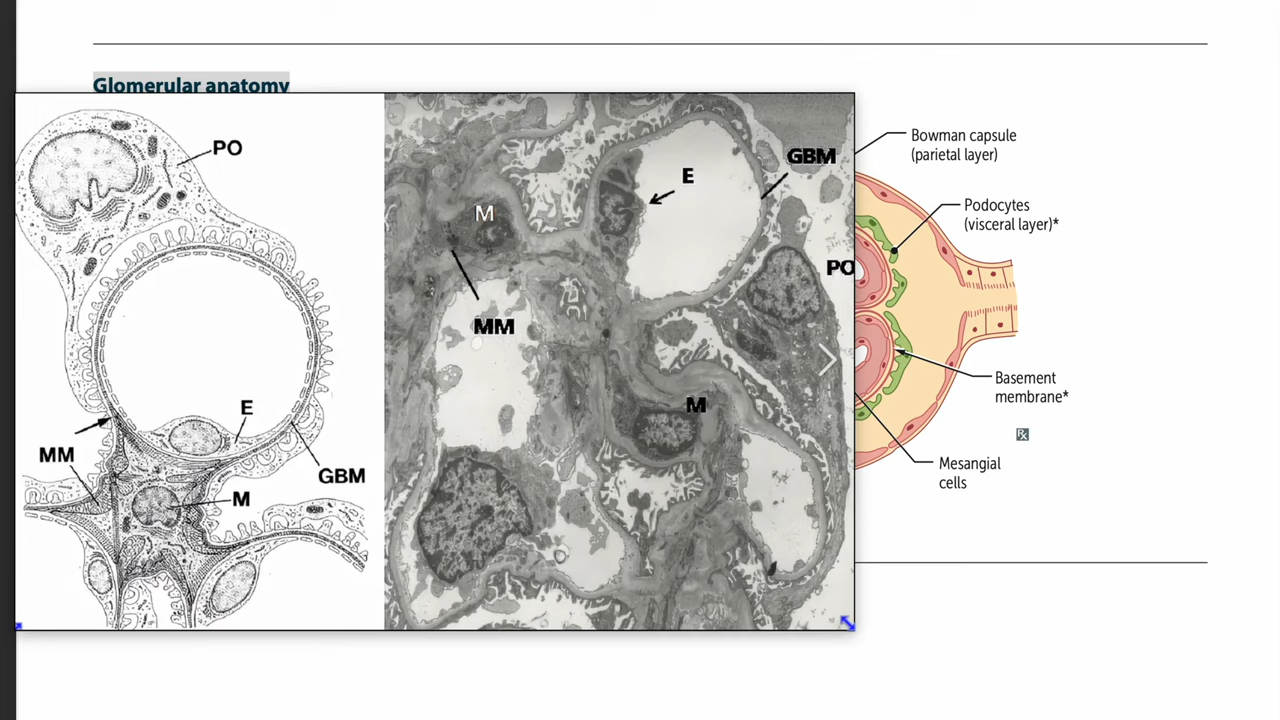 Glomerular anatomy
PO
E
MM
GBM
M
M
E
GBM
PO
MM
M
Bowman capsule
(parietal layer)
Podocytes
(visceral layer)*
Basement
membrane*
Rx
Mesangial
cells